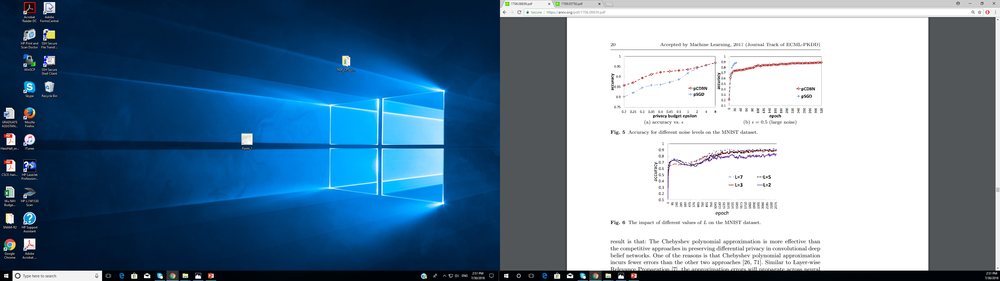 Acrobat
Reader DC
Adobe
FormsCentral
HP Print and
Scan Doctor
SSH Secure
File Transf...
WinSCP
SSH Secure
Shell Client
Skype
Recycle Bin
GRADUATE
ASSISTAN...
Mozilla
Firefox
HassHall_or...
iTunes
CSCE-han...
HP LaserJet
Profession...
Wu NIH
Budge...
HP LJ M1530
Scan
SNAM-R2
HP Support
Assistant
Google
Chrome
Adobe
Acrobat ...
NSF_CPS_U...
Form_1
Type here to search
ENG
2:51 PM
7/30/2018
1706.08839.pdf
1709.05750.pdf
Secure
https://arxiv.org/pdf/1706.08839.pdf
20 Accepted by Machine Learning, 2017 (Journal Track of ECML-PKDD)
accuracy
1
0.95
0.9
0.85
0.8
0.75
pCDBN
pSGD
0.2 0.25 0.3 0.35 0.4 0.45 0.5 1 2 4 8
privacy budget epsilon
(a) accuracy vs. ϵ
accuracy
1
0.9
0.8
0.7
0.6
0.5
0.4
0.3
0.2
0.1
pCDBN
pSGD
0 20 40 60 80 100 120 140 160 180 200 220 240 260 280 300 320
epoch
(b) ϵ = 0.5 (large noise)
Fig. 5 Accuracy for different noise levels on the MNIST dataset.
accuracy
1
0.9
0.8
0.7
0.6
0.5
0.4
0.3
0.2
0.1
L=7 L=5
L=3 L=2
0 95 190 285 380 475 570 665 760 855 950 1045 1140 1235 1330 1425 1520 1615 1710 1805 1900 1995 2090 2185 2280 2375
epoch
Fig. 6 The impact of different values of L on the MNIST dataset.
result is that: The Chebyshev polynomial approximation is more effective than
the competitive approaches in preserving differential privacy in convolutional deep
belief networks. One of the reasons is that Chebyshev polynomial approximation
incurs fewer errors than the other two approaches [26, 71]. Similar to Layer-wise
Relevance Propagation [7], the approximation errors will propagate across neural
2:51 PM
7/30/2018